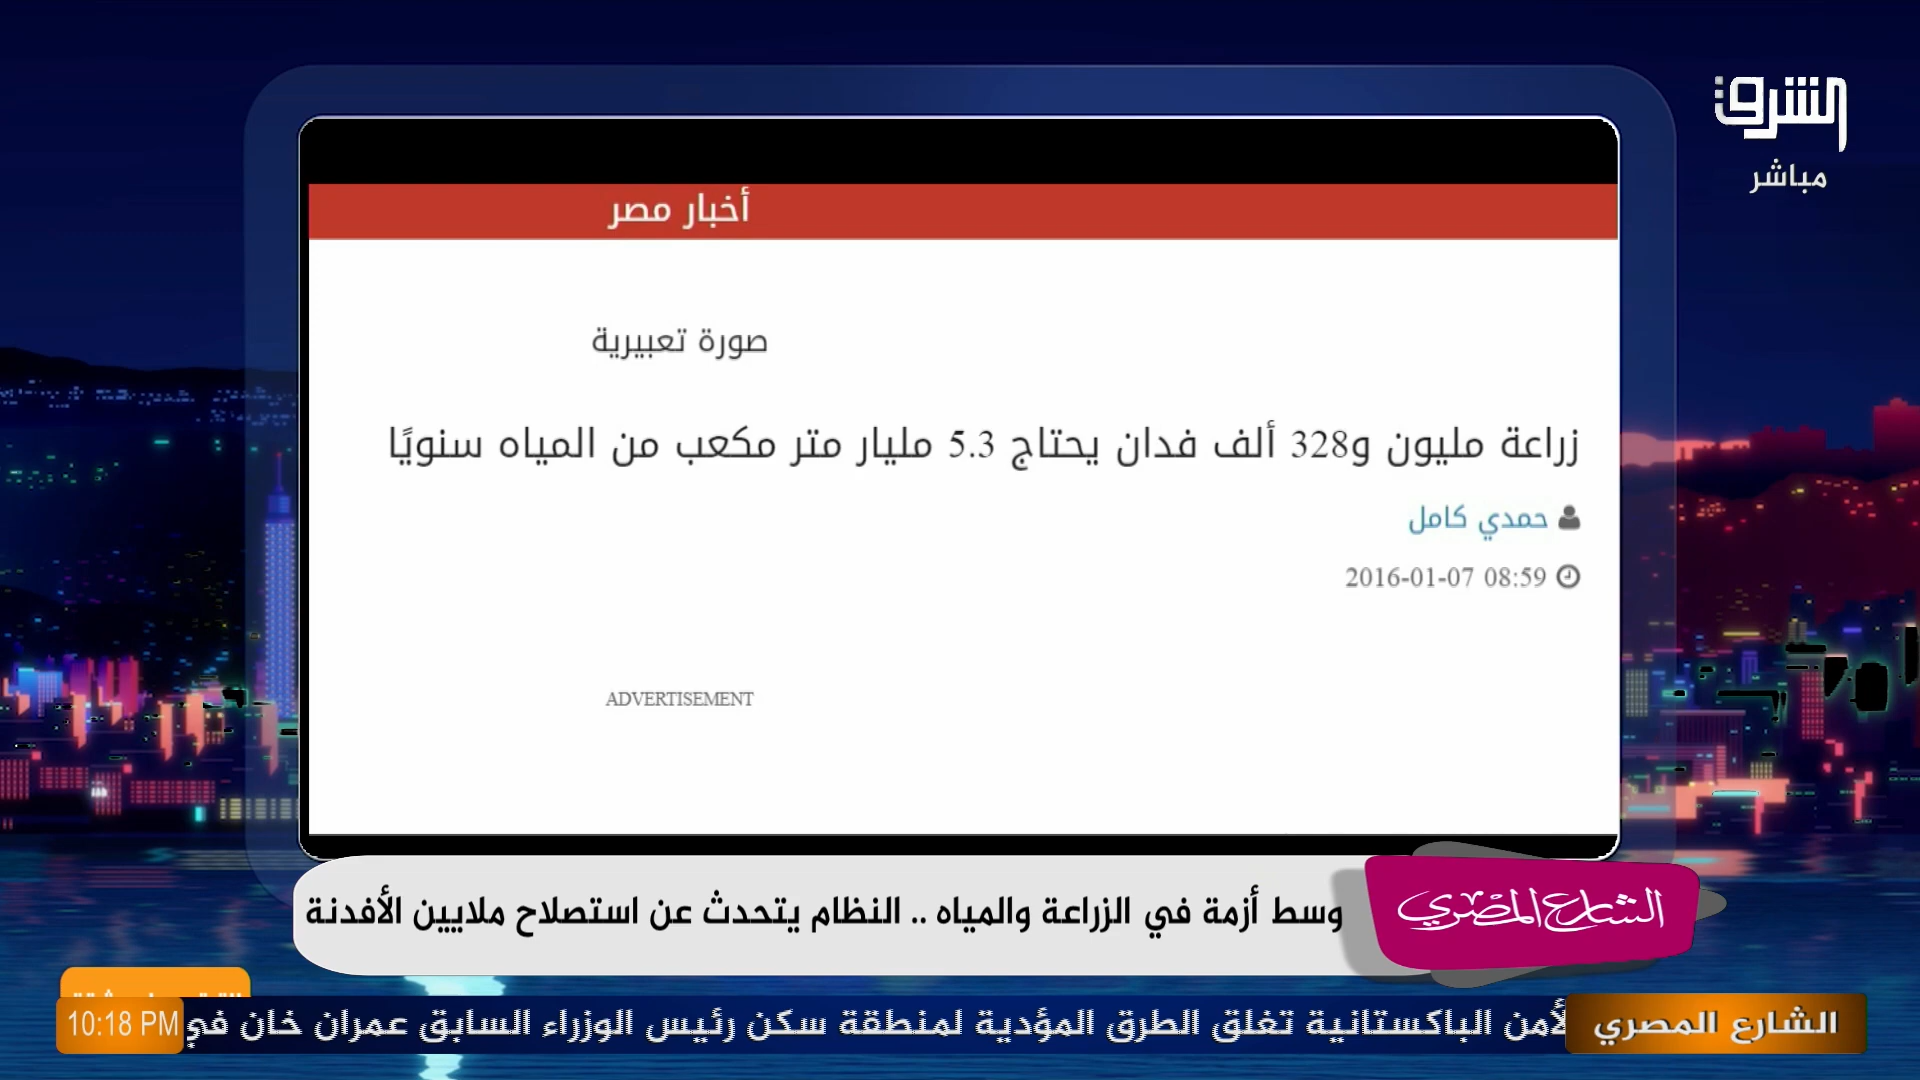 الشرق
مباشر
أخبار مصر
صورة تعبيرية
زراعة مليون و328 ألف فدان يحتاج 5.3 مليار متر مكعب من المياه سنويًا
حمدي كامل
2016-01-07 08:59
ADVERTISEMENT
الشارع المصري
وسط أزمة في الزراعة والمياه .. النظام يتحدث عن استصلاح ملايين الأفدنة
الشارع المصري
لأمن الباكستانية تغلق الطرق المؤدية لمنطقة سكن رئيس الوزراء السابق عمران خان في
10:18 PM